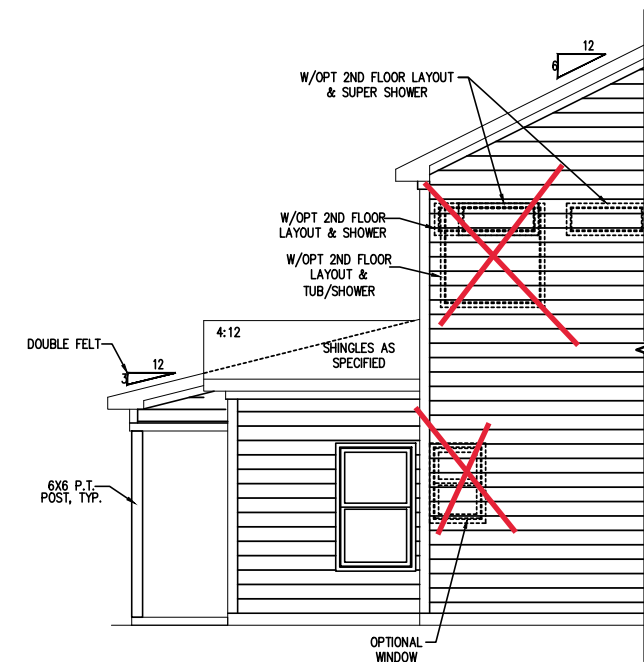 12
6
W/OPT 2ND FLOOR LAYOUT
& SUPER SHOWER
W/OPT 2ND FLOOR
LAYOUT & SHOWER
W/OPT 2ND FLOOR
LAYOUT &
TUB/SHOWER
4:12
DOUBLE FELT
12
3
SHINGLES AS
SPECIFIED
6X6 P.T.
POST, TYP.
OPTIONAL
WINDOW